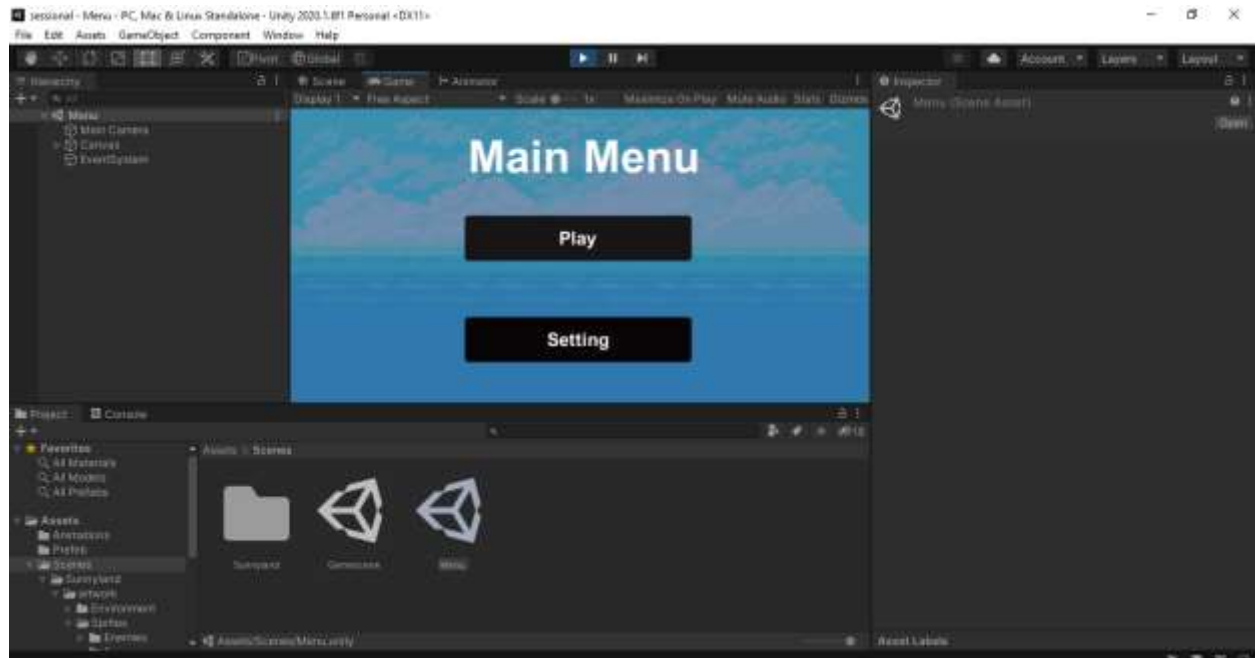 sessional - Menu - PC, Mac & Linux Standalone - Unity 2020.1.6f1 Personal <DX11>
File Edit Assets GameObject Component Window Help
Pivot Global
Account Layers Layout
Hierarchy
Scene Game Animator
Inspector
Display 1 Free Aspect Scale 1x Maximize On Play Mute Audio Stats Gizmos
Menu (Scene Asset)
Open
Menu
Main Camera
Canvas
EventSystem
Main Menu
Play
Setting
Project Console
Favorites
All Materials
All Models
All Prefabs
Assets
Animations
Prefeb
Scenes
Sunnyland
artwork
Environment
Sprites
Enemies
Assets Scenes
Sunnyland Menu
Assets/Scenes/Menu.unity
Asset Labels